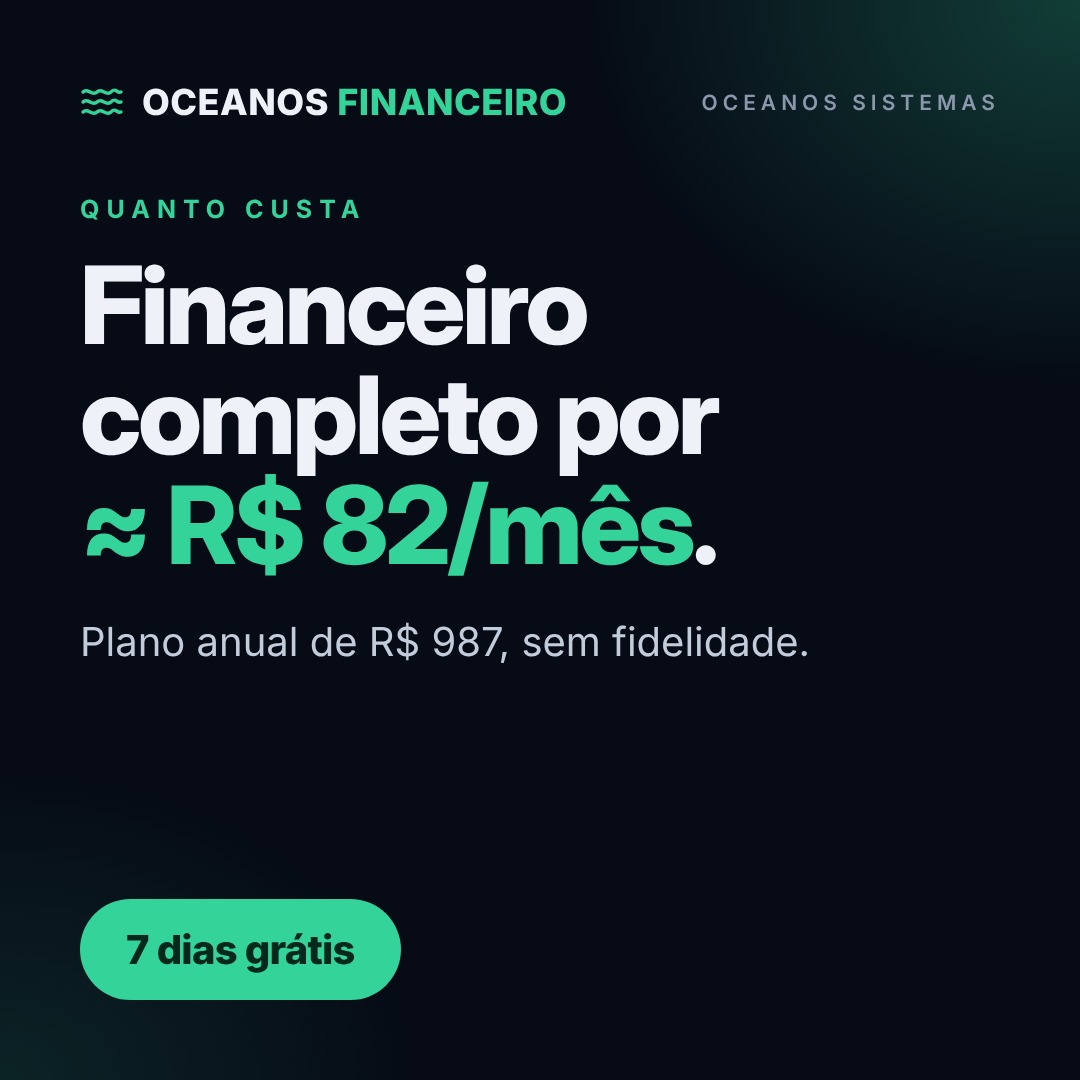 OCEANOS FINANCEIRO
OCEANOS SISTEMAS
QUANTO CUSTA
Financeiro
completo por
≈ R$ 82/mês.
Plano anual de R$ 987, sem fidelidade.
7 dias grátis